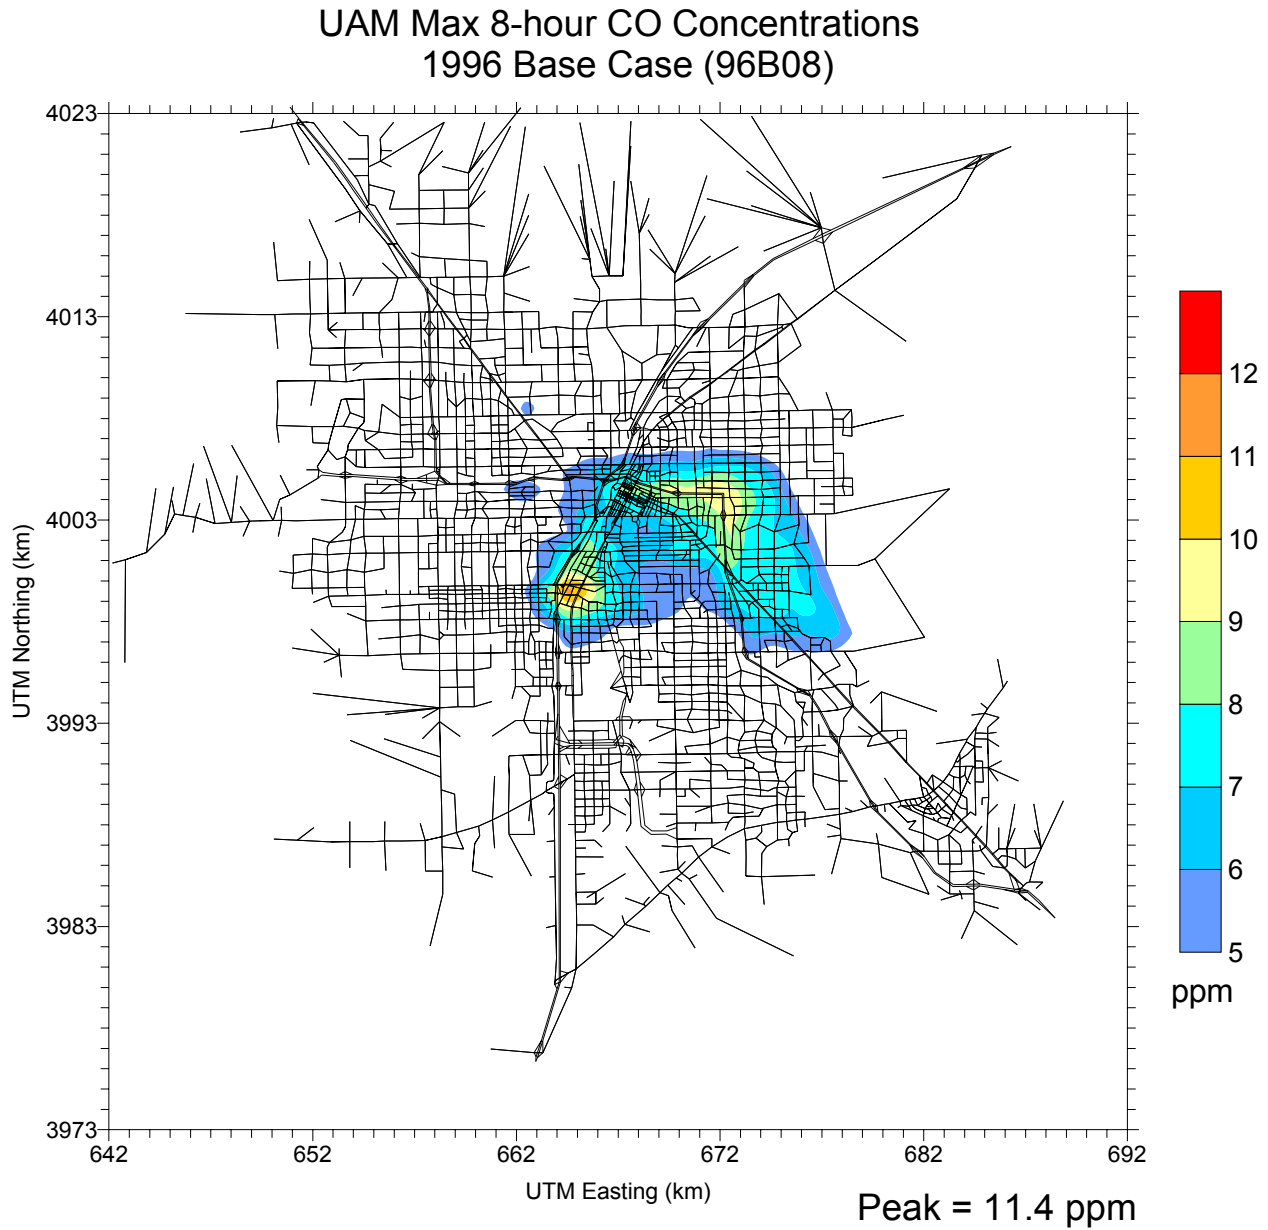 UAM Max 8-hour CO Concentrations
1996 Base Case (96B08)
4023
4013
4003
3993
3983
3973
UTM Northing (km)
642 652 662 672 682 692
UTM Easting (km)
12
11
10
9
8
7
6
5
ppm
Peak = 11.4 ppm